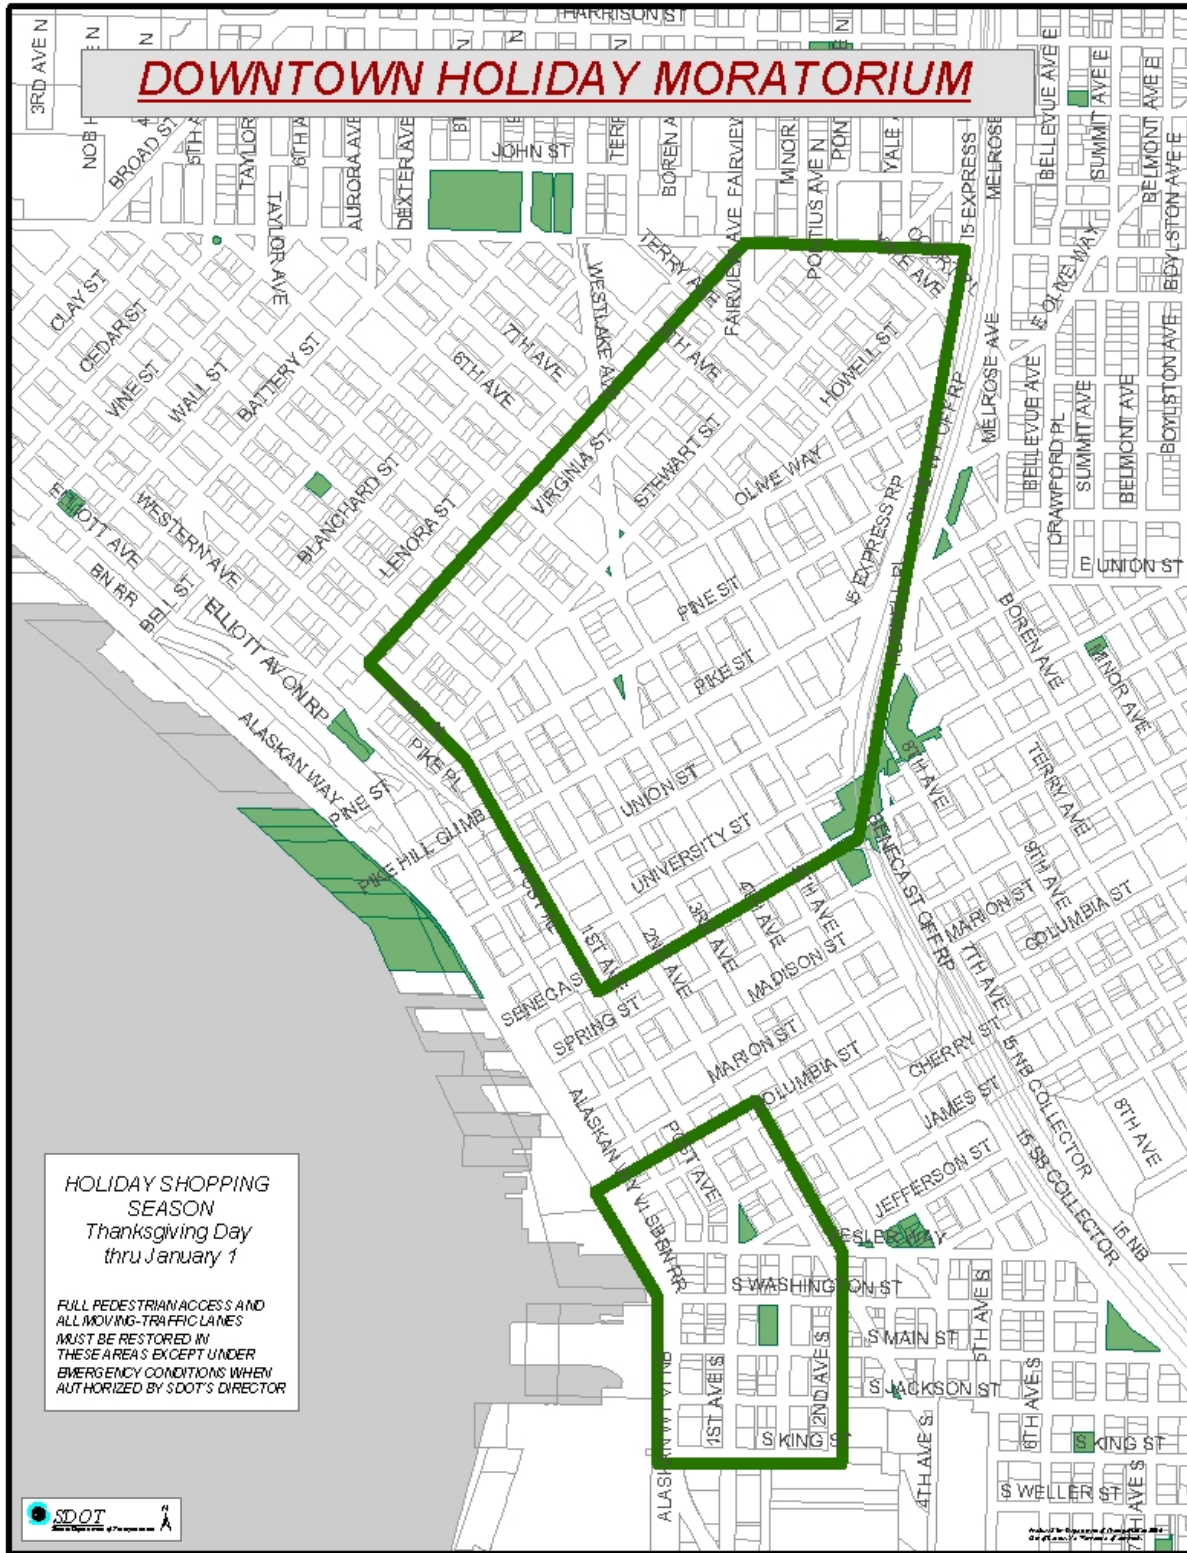 HARRISON ST
DOWNTOWN HOLIDAY MORATORIUM
3RD AVE N
BROAD ST
TAYLOR
AURORA AVE
DEXTER AVE
JOHN ST
BOREN A
FAIRVIEW AVE
FAIRVIEW
MINOR
PONTIUS AVE N
YALE
I5 EXPRESS
MELROSE
BELLEVUE AVE E
SUMMIT AVE E
BELMONT AVE E
BOYLSTON AVE E
E OLIVE WAY
TAYLOR AVE
CLAY ST
CEDAR ST
VINE ST
WALL ST
BATTERY ST
6TH AVE
7TH AVE
WESTLAKE AV
TERRY AVE
HOWELL ST
MELROSE AVE
BELLEVUE AVE
CRAWFORD PL
SUMMIT AVE
BELMONT AVE
BOYLSTON AVE
VIRGINIA ST
STEWART ST
OLIVE WAY
BLANCHARD ST
LENORA ST
ELLIOTT AVE
WESTERN AVE
BN RR
BELL ST
ELLIOTT AV ON RP
PINE ST
PIKE ST
I5 EXPRESS RP
E UNION ST
BOREN AVE
MINOR AVE
TERRY AVE
ALASKAN WAY
PINE ST
PIKE PL
PIKE HILL CLIMB
UNION ST
UNIVERSITY ST
8TH AVE
9TH AVE
SENECA ST OFF RP
MARION ST
COLUMBIA ST
7TH AVE
1ST AVE
2ND AVE
3RD AVE
4TH AVE
SENECA S
SPRING ST
MADISON ST
MARION ST
COLUMBIA ST
CHERRY ST
JAMES ST
JEFFERSON ST
I5 NB COLLECTOR
I5 SB COLLECTOR
I5 NB
8TH AVE
POST AVE
YESLER WAY
S WASHINGTON ST
S MAIN ST
S JACKSON ST
S KING ST
S KING ST
S WELLER ST
1ST AVE S
2ND AVE S
4TH AVE S
5TH AVE S
6TH AVE S
7TH AVE S
HOLIDAY SHOPPING
SEASON
Thanksgiving Day
thru January 1
FULL PEDESTRIAN ACCESS AND
ALL MOVING-TRAFFIC LANES
MUST BE RESTORED IN
THESE AREAS EXCEPT UNDER
EMERGENCY CONDITIONS WHEN
AUTHORIZED BY SDOT'S DIRECTOR
SDOT
N